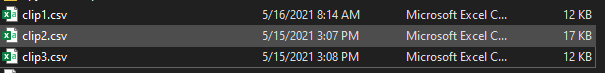 clip1.csv 5/16/2021 8:14 AM Microsoft Excel C... 12 KB
clip2.csv 5/15/2021 3:07 PM Microsoft Excel C... 17 KB
clip3.csv 5/15/2021 3:08 PM Microsoft Excel C... 12 KB